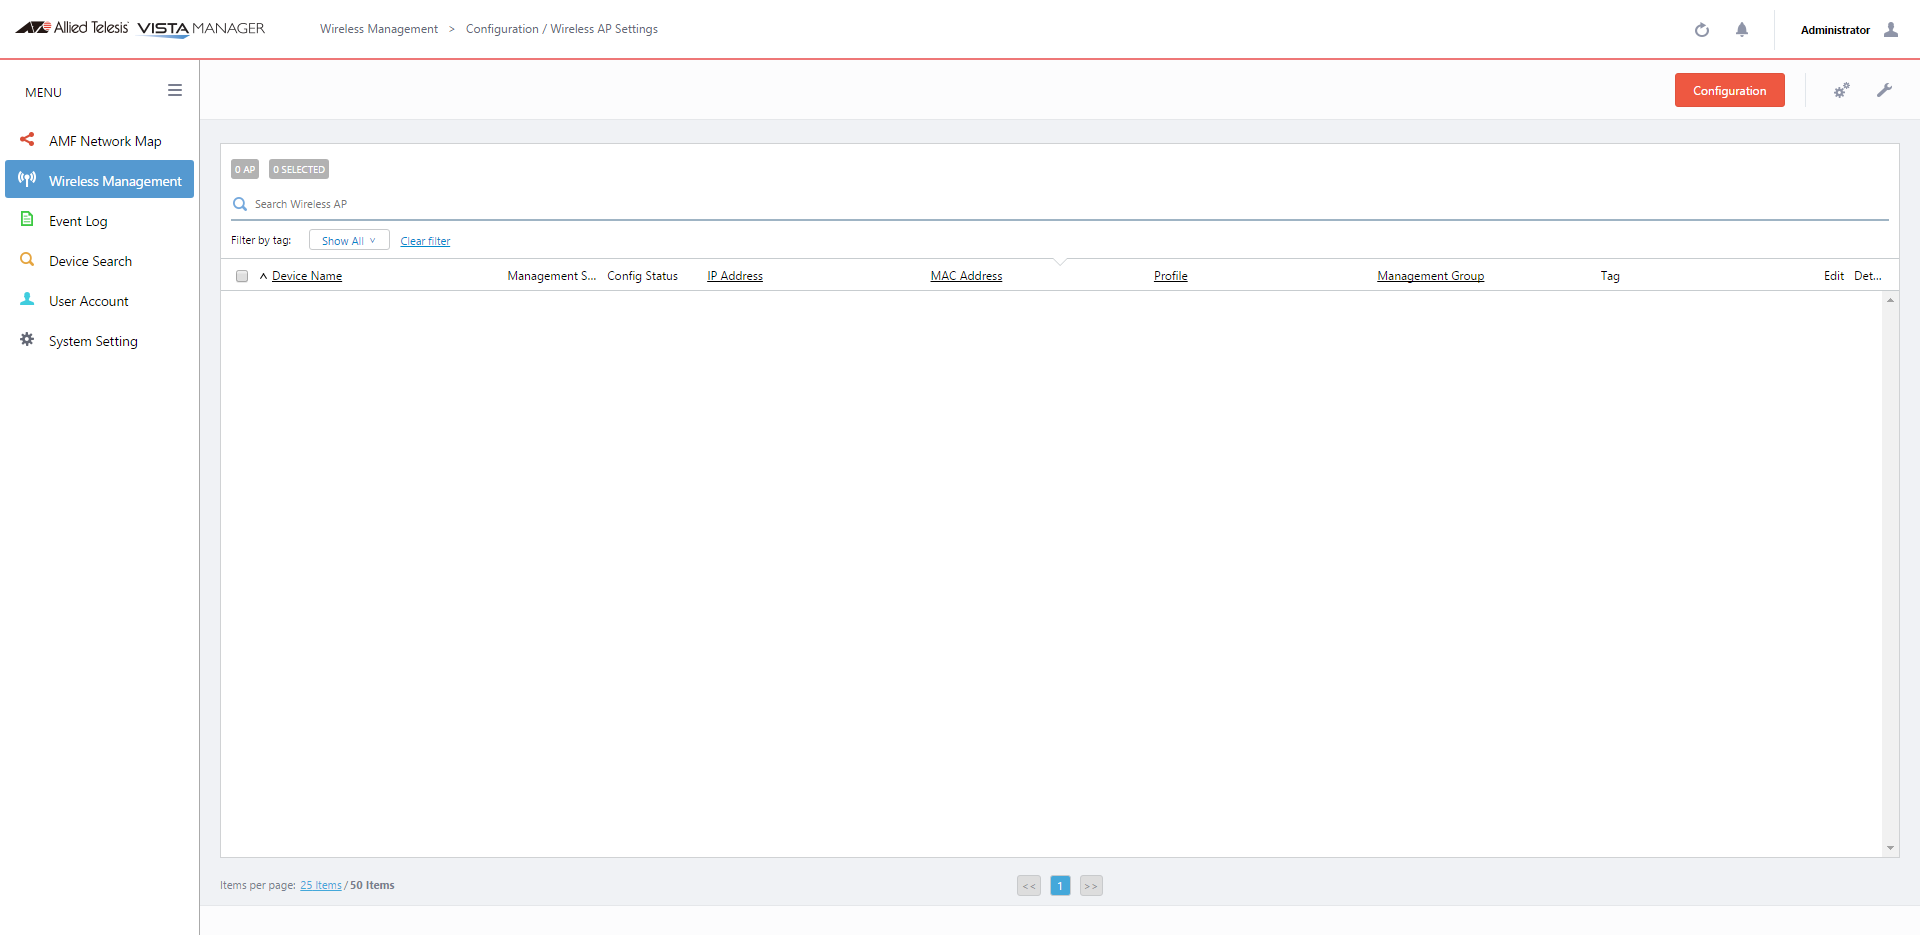 Allied Telesis VISTA MANAGER
Wireless Management > Configuration / Wireless AP Settings
Administrator
MENU
Configuration
AMF Network Map
Wireless Management
Event Log
Device Search
User Account
System Setting
0 AP 0 SELECTED
Search Wireless AP
Filter by tag: Show All Clear filter
Device Name Management S... Config Status IP Address MAC Address Profile Management Group Tag Edit Det...
Items per page: 25 Items / 50 Items
<< 1 >>